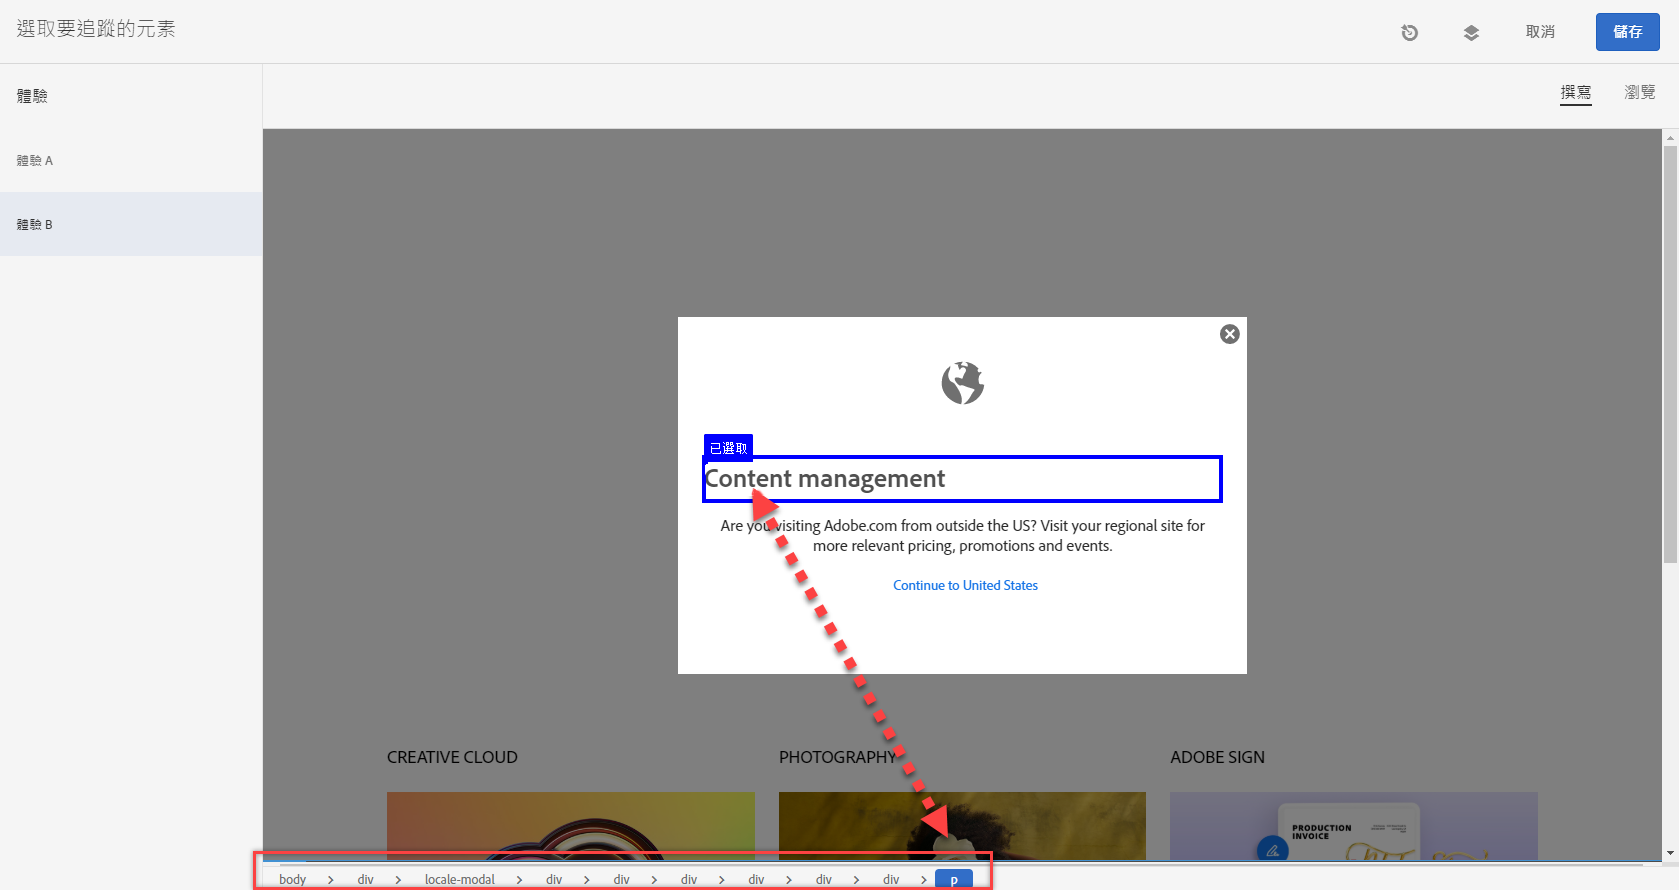 選取要追蹤的元素
取消
儲存
體驗
撰寫
瀏覽
體驗 A
體驗 B
已選取
Content management
Are you visiting Adobe.com from outside the US? Visit your regional site for
more relevant pricing, promotions and events.
Continue to United States
CREATIVE CLOUD
PHOTOGRAPHY
ADOBE SIGN
PRODUCTION
INVOICE
body > div > locale-modal > div > div > div > div > div > div > p